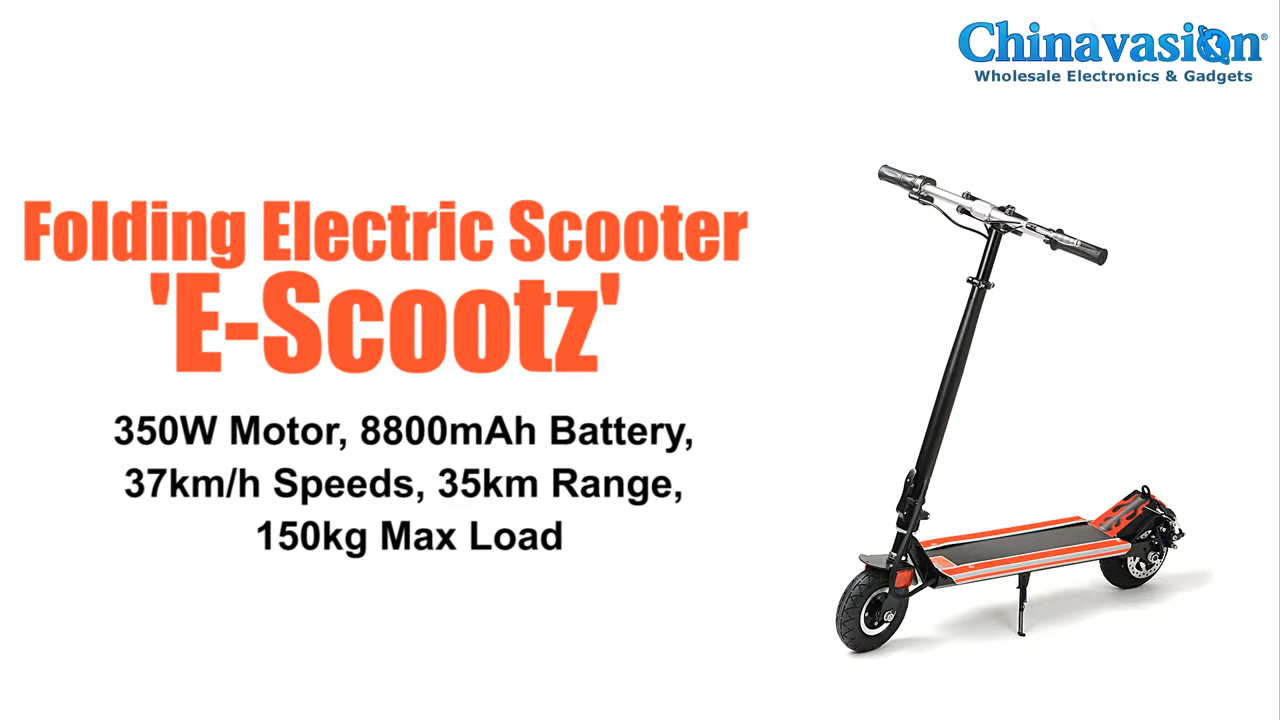 Chinavasion®
Wholesale Electronics & Gadgets
Folding Electric Scooter
'E-Scootz'
350W Motor, 8800mAh Battery,
37km/h Speeds, 35km Range,
150kg Max Load